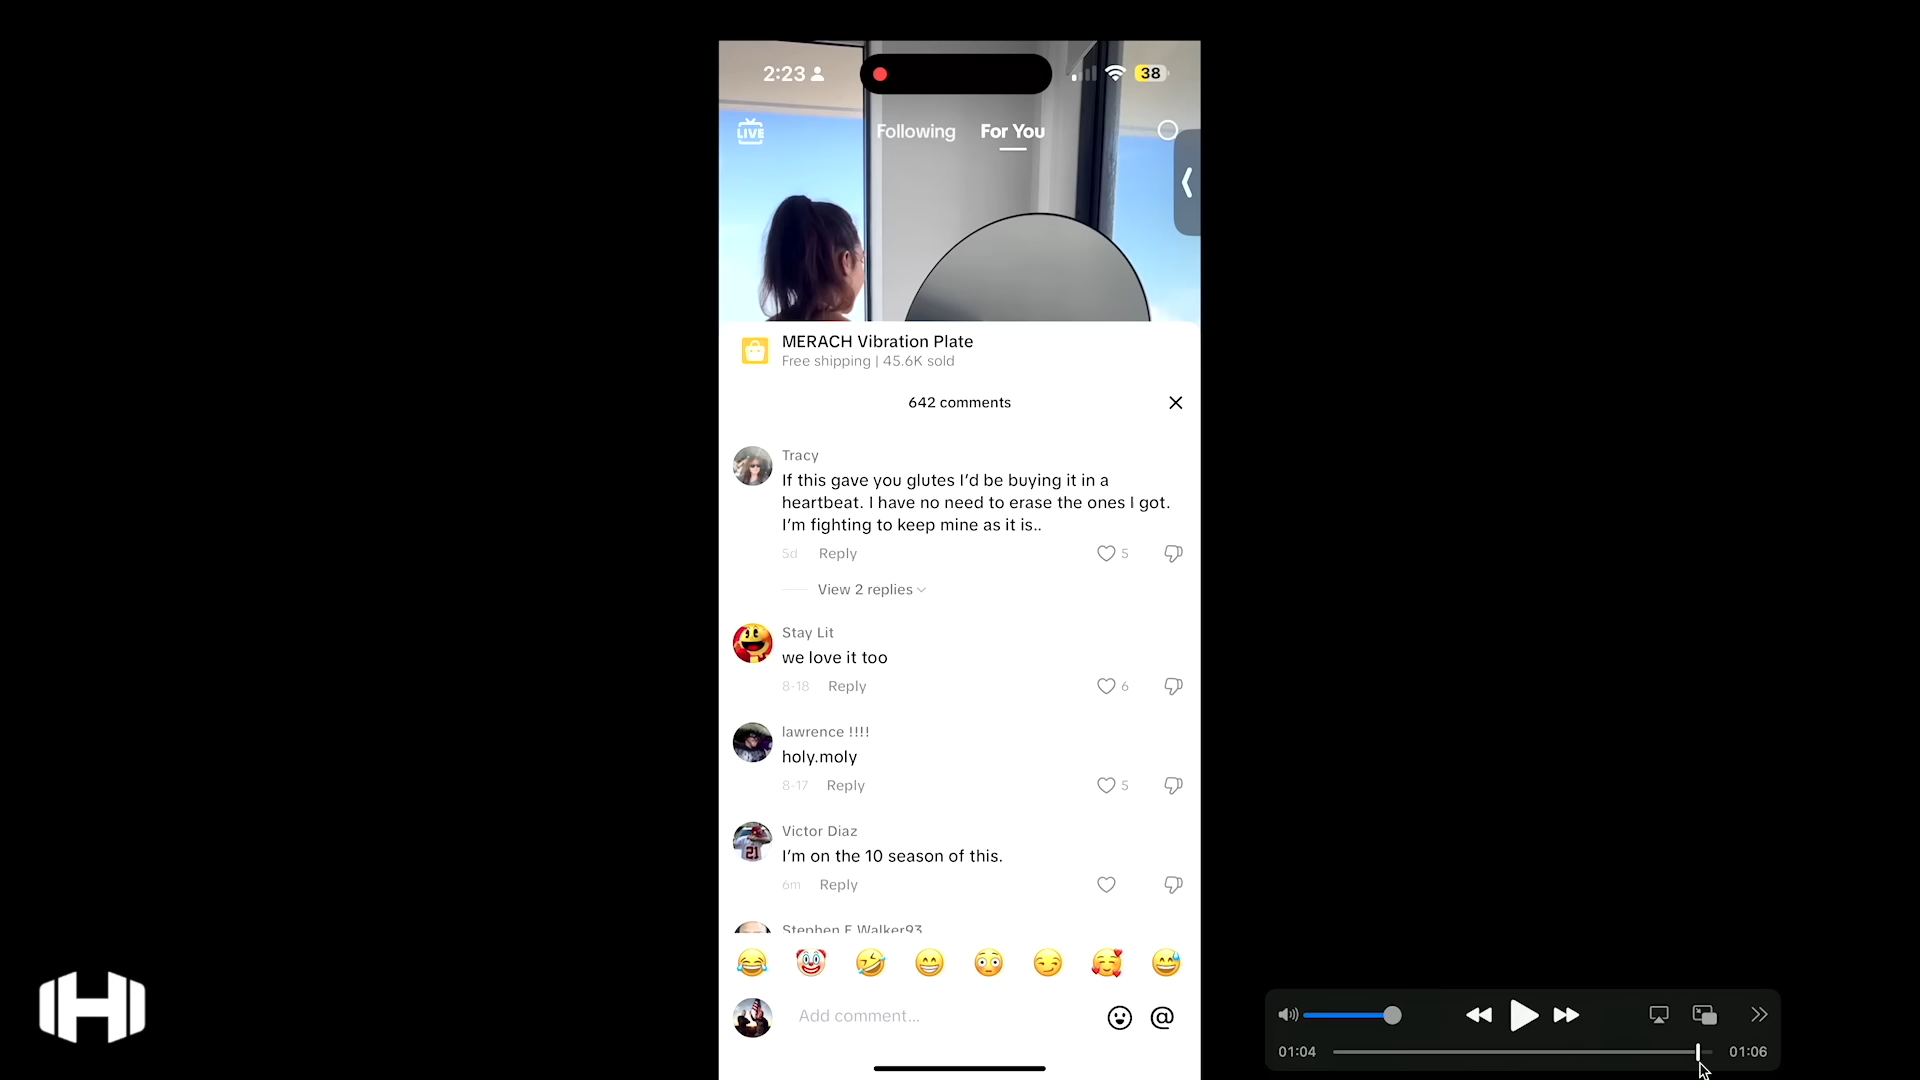 2:23
38
LIVE
Following
For You
MERACH Vibration Plate
Free shipping | 45.6K sold
642 comments
Tracy
If this gave you glutes I’d be buying it in a
heartbeat. I have no need to erase the ones I got.
I’m fighting to keep mine as it is..
5d Reply 5
View 2 replies
Stay Lit
we love it too
8-18 Reply 6
lawrence !!!!
holy.moly
8-17 Reply 5
Victor Diaz
I’m on the 10 season of this.
6m Reply
Stephen F Walker93
Add comment...
@
01:04
01:06
H